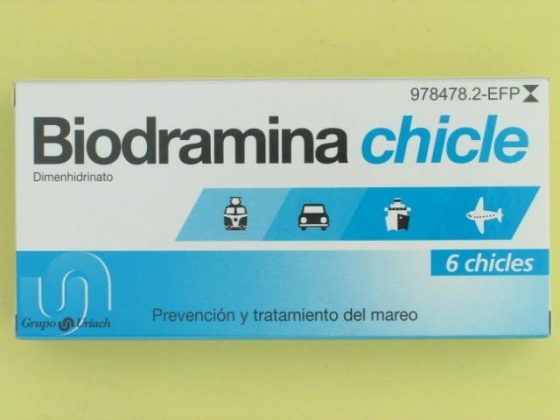 978478.2-EFP
Biodramina chicle
Dimenhidrinato
6 chicles
Prevención y tratamiento del mareo
Grupo Uriach